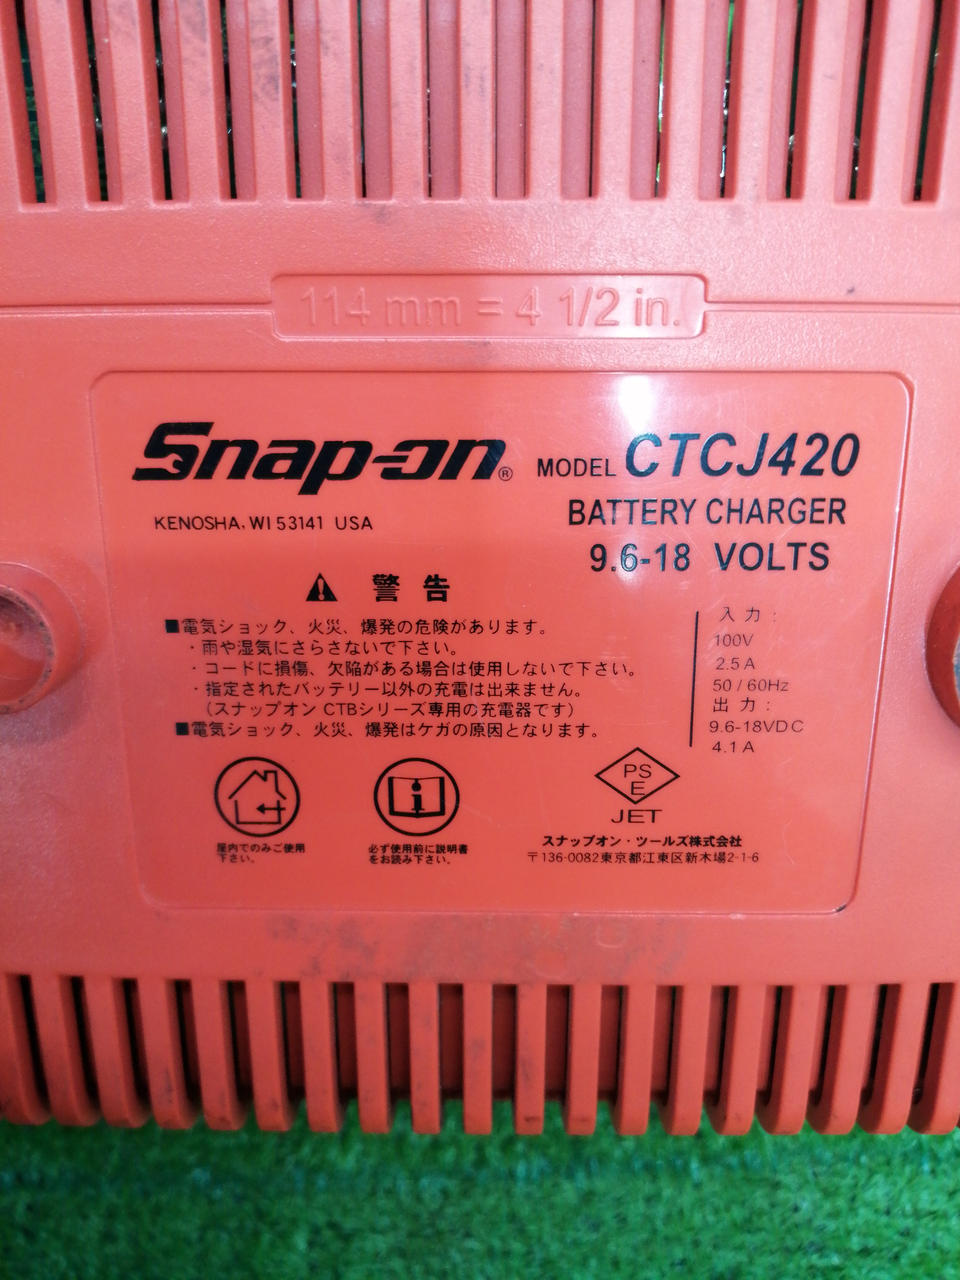 114 mm = 4 1/2 in.
Snap-on®
MODEL CTCJ420
KENOSHA, WI 53141 USA
BATTERY CHARGER
9.6-18 VOLTS
警告
■電気ショック、火災、爆発の危険があります。
・雨や湿気にさらさないで下さい。
・コードに損傷、欠陥がある場合は使用しないで下さい。
・指定されたバッテリー以外の充電は出来ません。
(スナップオン CTBシリーズ専用の充電器です)
■電気ショック、火災、爆発はケガの原因となります。
入力:
100V
2.5A
50/60Hz
出力:
9.6-18VDC
4.1A
屋内でのみご使用
下さい。
必ず使用前に説明書
をお読み下さい。
PS
E
JET
スナップオン・ツールズ株式会社
〒136-0082東京都江東区新木場2-1-6